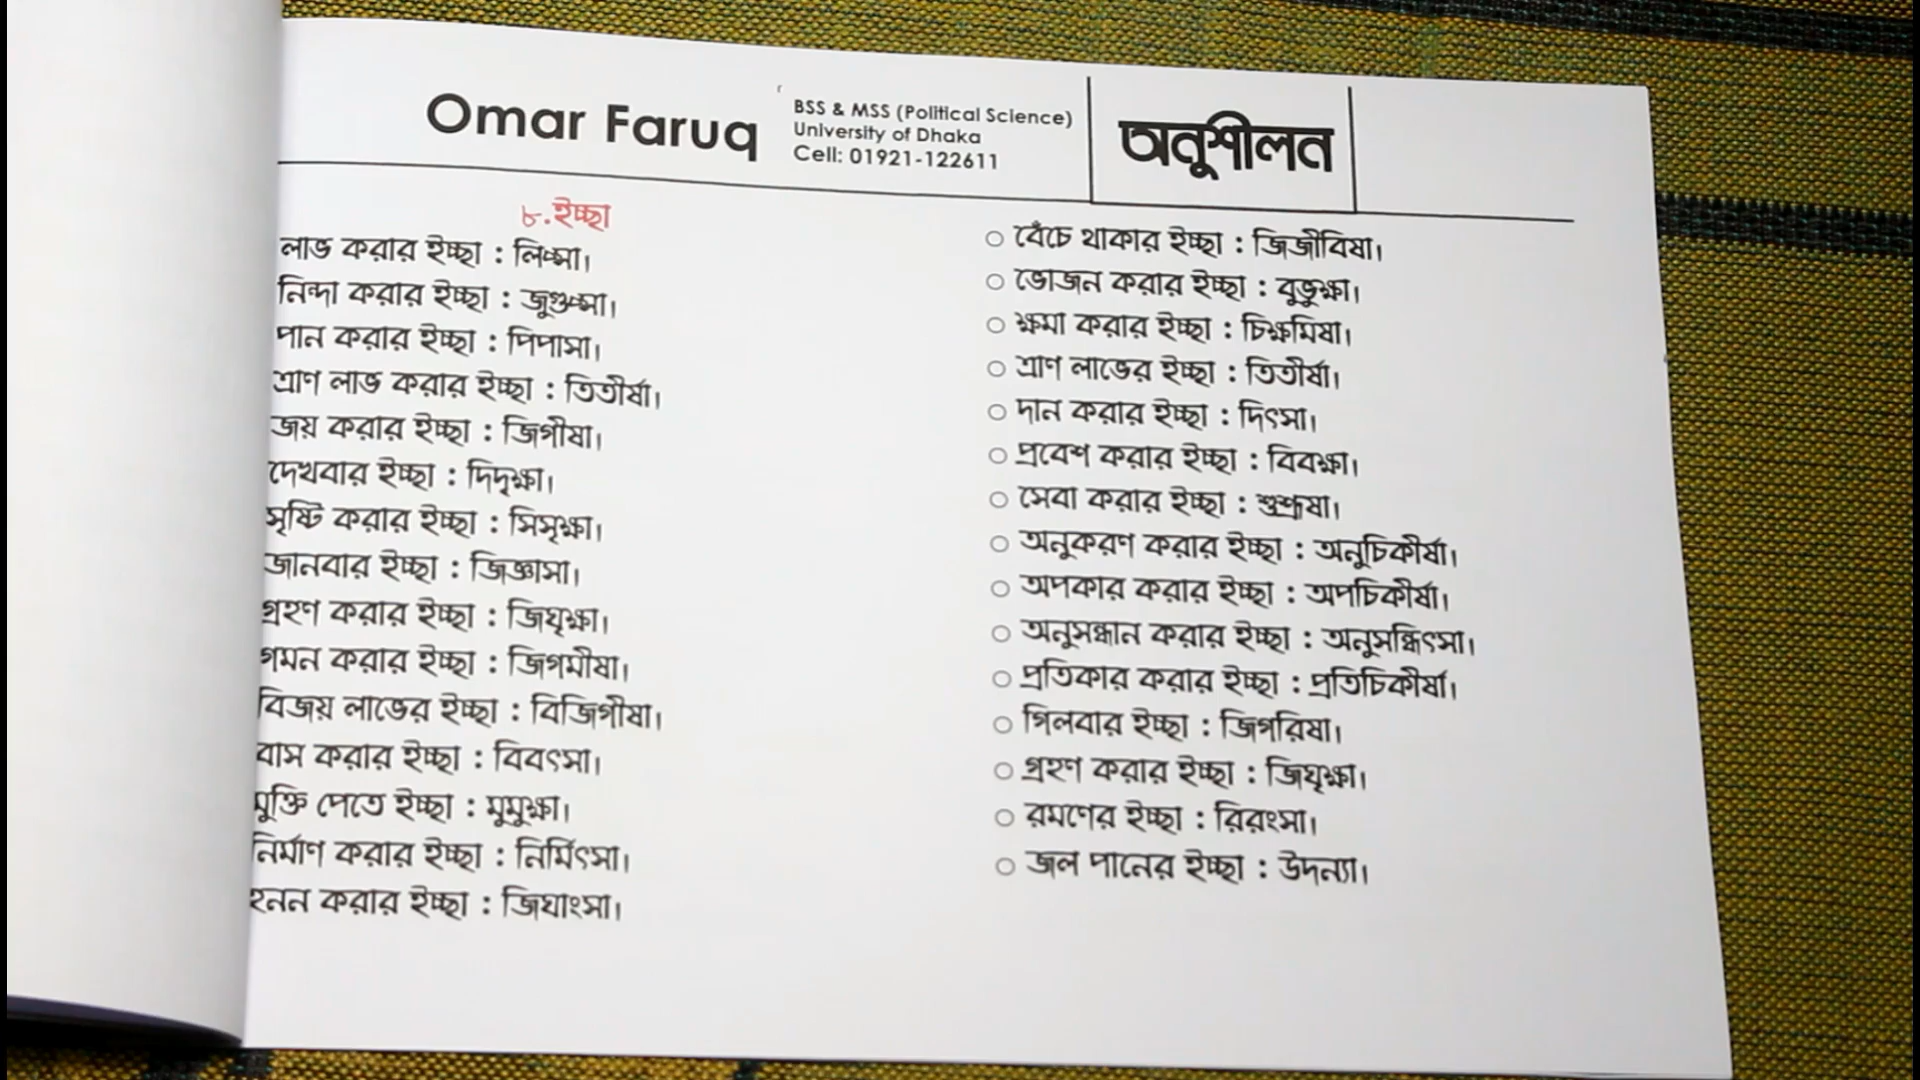 Omar Faruq
BSS & MSS (Political Science)
University of Dhaka
Cell: 01921-122611
অনুশীলন
৮.ইচ্ছা
লাভ করার ইচ্ছা : লিপ্সা।
নিন্দা করার ইচ্ছা : জুগুপ্সা।
পান করার ইচ্ছা : পিপাসা।
ত্রাণ লাভ করার ইচ্ছা : তিতীর্ষা।
জয় করার ইচ্ছা : জিগীষা।
দেখবার ইচ্ছা : দিদৃক্ষা।
সৃষ্টি করার ইচ্ছা : সিসৃক্ষা।
জানবার ইচ্ছা : জিজ্ঞাসা।
গ্রহণ করার ইচ্ছা : জিঘৃক্ষা।
গমন করার ইচ্ছা : জিগমীষা।
বিজয় লাভের ইচ্ছা : বিজিগীষা।
বাস করার ইচ্ছা : বিবৎসা।
মুক্তি পেতে ইচ্ছা : মুমুক্ষা।
নির্মাণ করার ইচ্ছা : নির্মিৎসা।
হনন করার ইচ্ছা : জিঘাংসা।
○ বেঁচে থাকার ইচ্ছা : জিজীবিষা।
○ ভোজন করার ইচ্ছা : বুভুক্ষা।
○ ক্ষমা করার ইচ্ছা : চিক্ষমিষা।
○ ত্রাণ লাভের ইচ্ছা : তিতীর্ষা।
○ দান করার ইচ্ছা : দিৎসা।
○ প্রবেশ করার ইচ্ছা : বিবক্ষা।
○ সেবা করার ইচ্ছা : শুশ্রূষা।
○ অনুকরণ করার ইচ্ছা : অনুচিকীর্ষা।
○ অপকার করার ইচ্ছা : অপচিকীর্ষা।
○ অনুসন্ধান করার ইচ্ছা : অনুসন্ধিৎসা।
○ প্রতিকার করার ইচ্ছা : প্রতিচিকীর্ষা।
○ গিলবার ইচ্ছা : জিগরিষা।
○ গ্রহণ করার ইচ্ছা : জিঘৃক্ষা।
○ রমণের ইচ্ছা : রিরংসা।
○ জল পানের ইচ্ছা : উদন্যা।